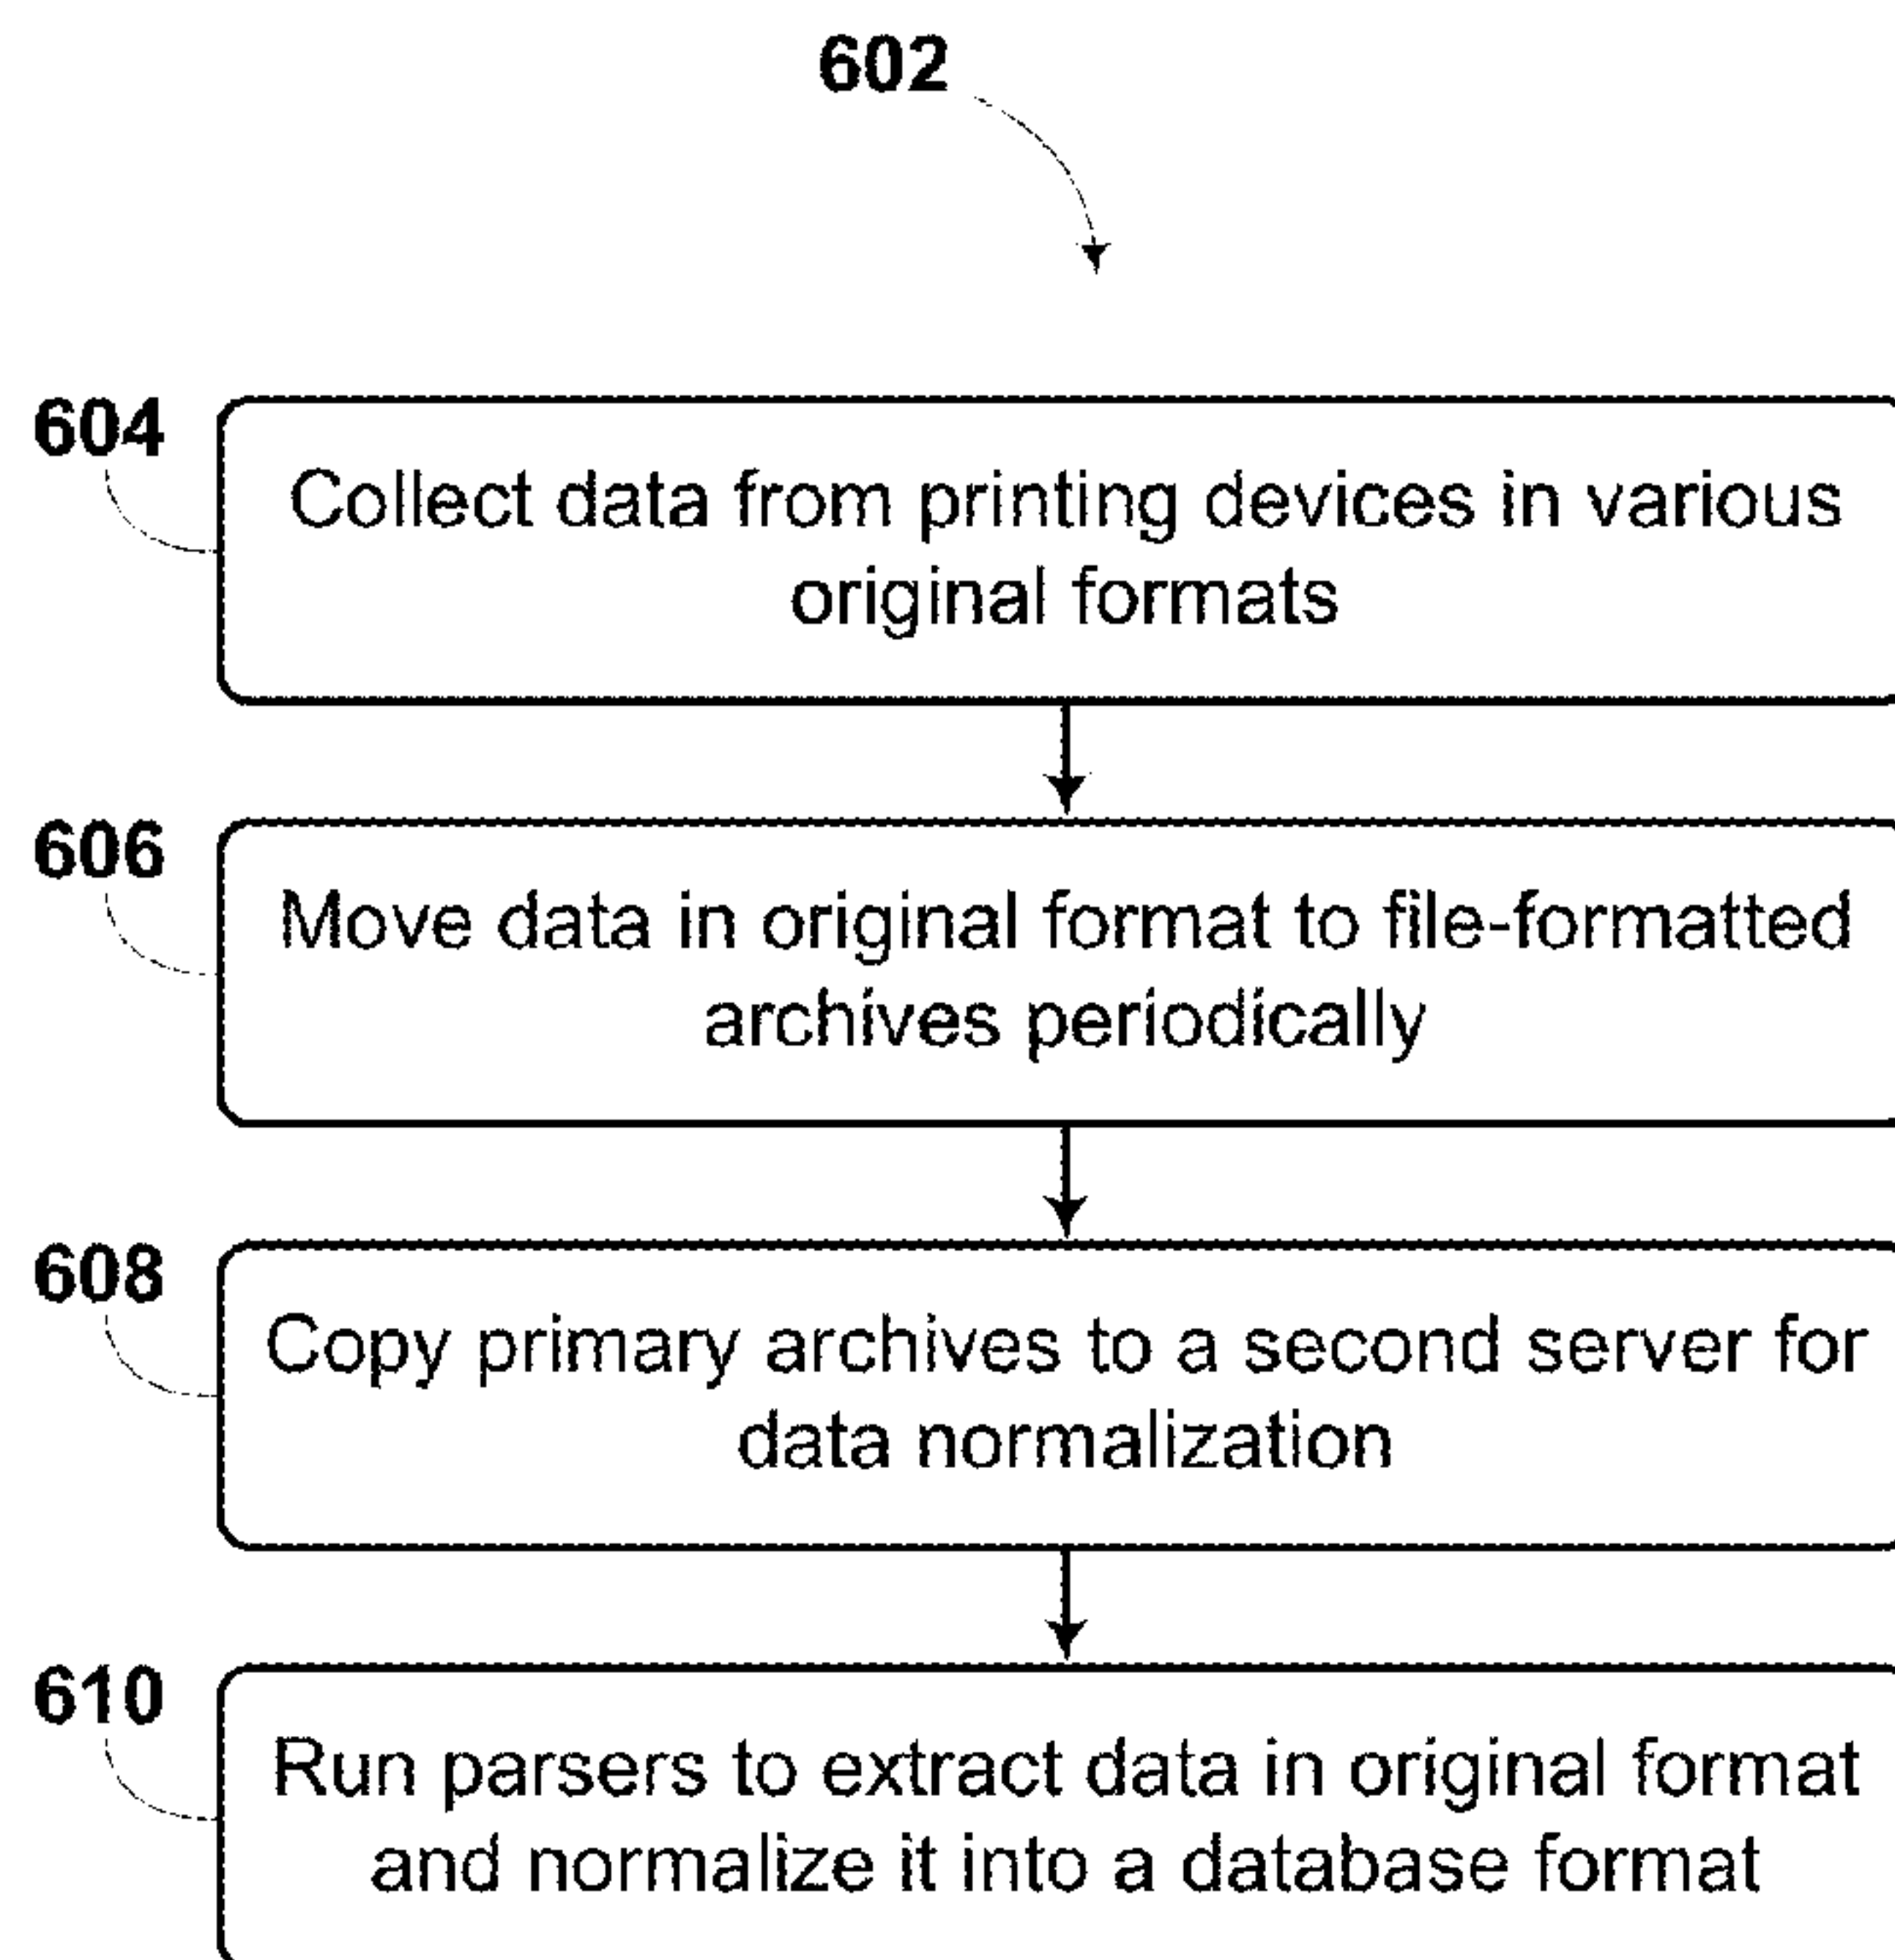 602
604
Collect data from printing devices in various
original formats
606
Move data in original format to file-formatted
archives periodically
608
Copy primary archives to a second server for
data normalization
610
Run parsers to extract data in original format
and normalize it into a database format